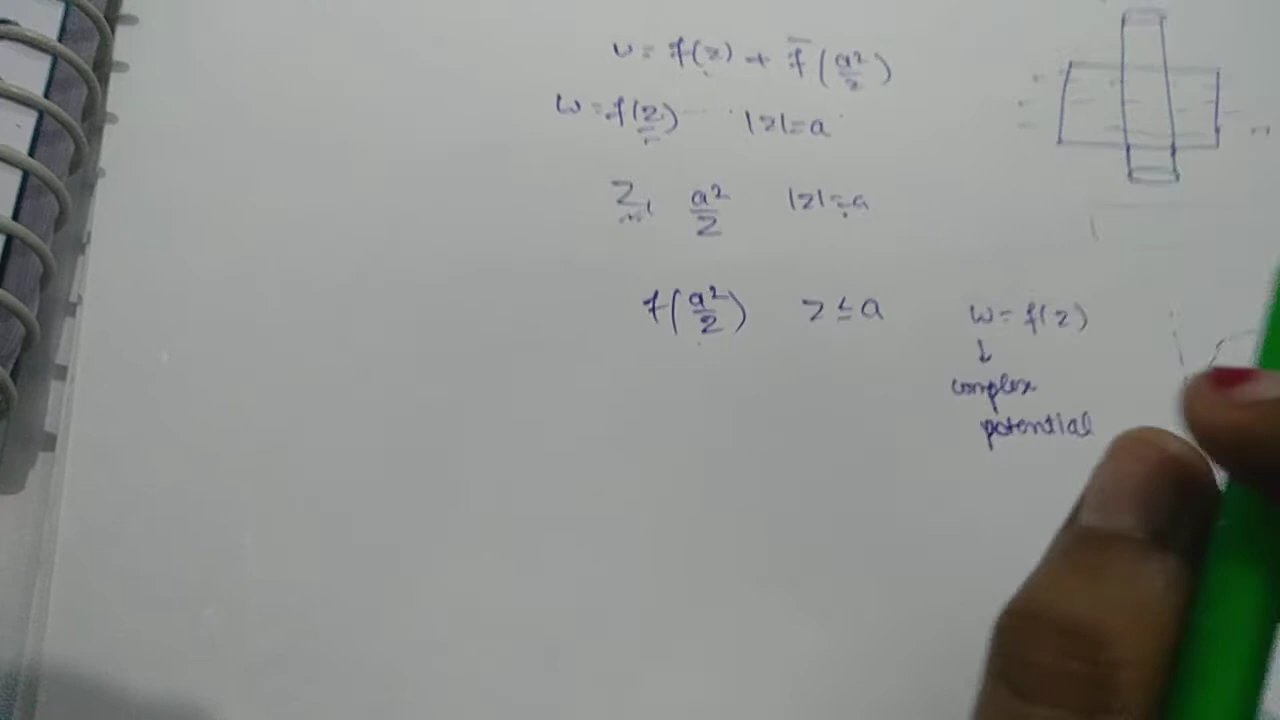 w = f(z) + f̅(a²/z)
w = f(z) |z| = a
z a²/z |z| = a
f(a²/z) z ≤ a
w = f(z)
↓
complex
potential